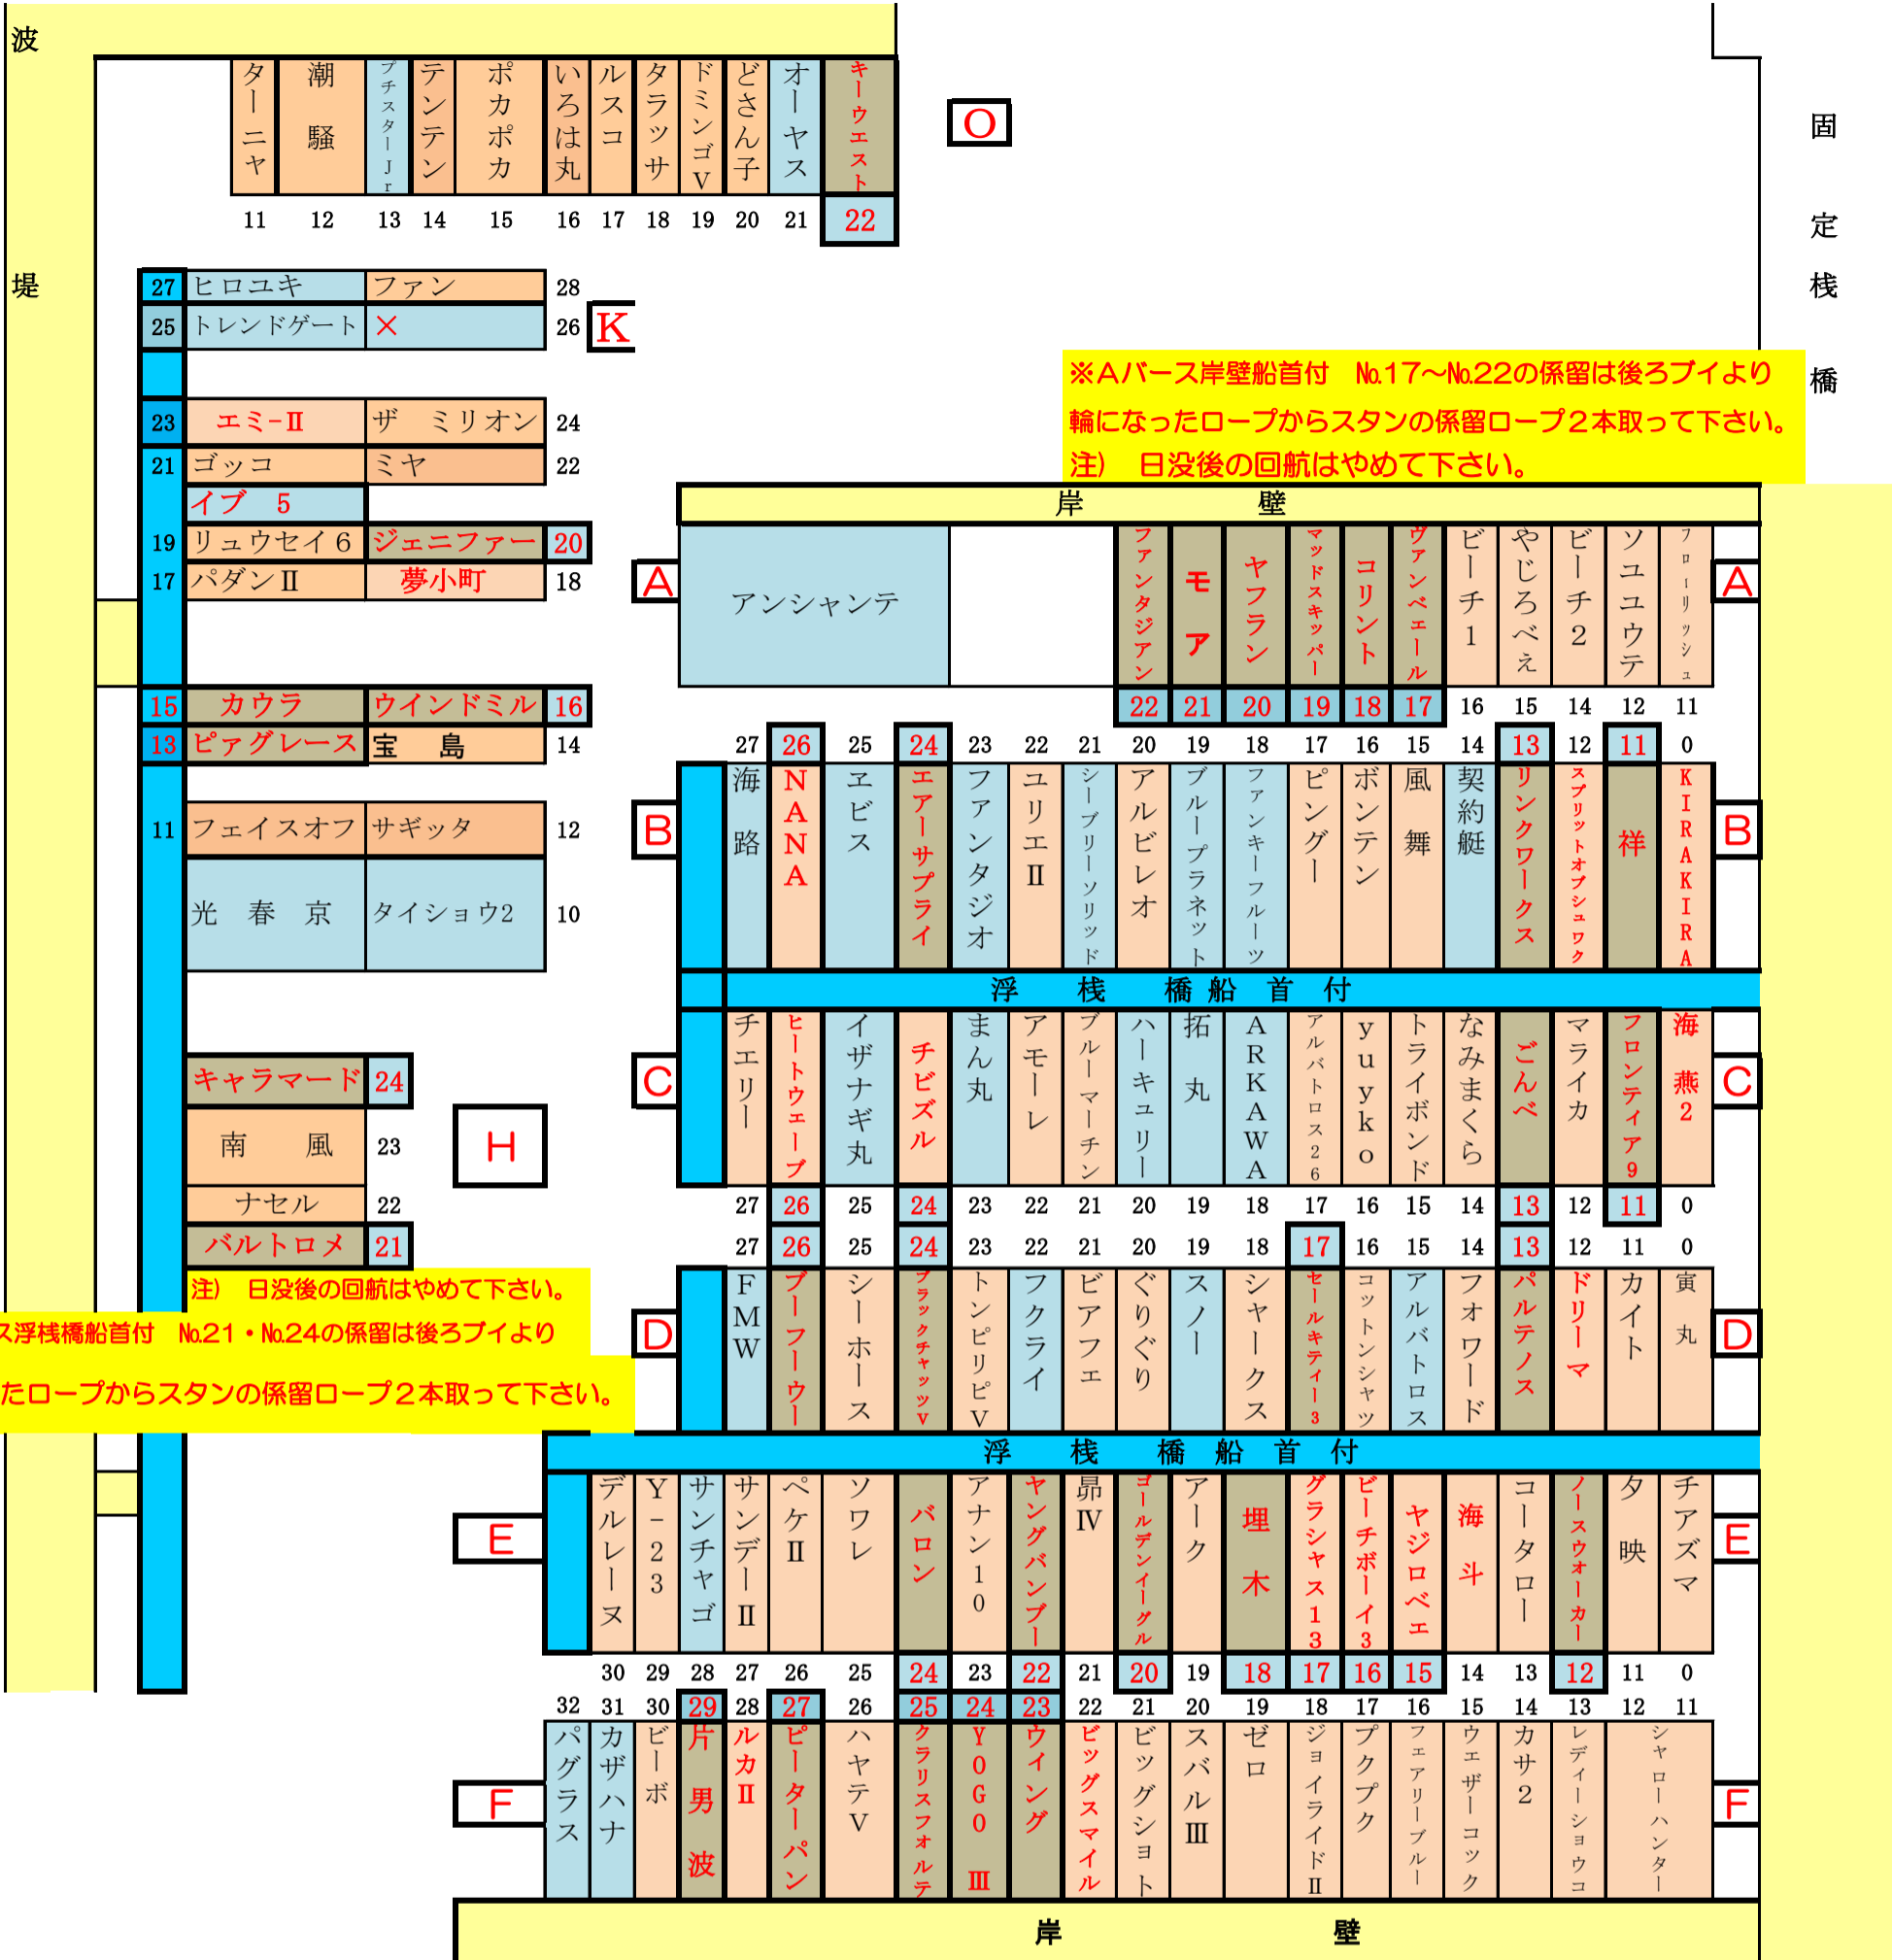 波
堤
固
定
桟
橋
ターニャ
潮騒
プチスターJr
テンテン
ポカポカ
いろは丸
ルスコ
タラッサ
ドミンゴV
どさん子
オーヤス
キーウエスト
O
11 12 13 14 15 16 17 18 19 20 21 22
27 ヒロユキ ファン 28
25 トレンドゲート × 26 K
23 エミ-Ⅱ ザ ミリオン 24
21 ゴッコ ミヤ 22
イブ 5
19 リュウセイ6 ジェニファー 20
17 パダンⅡ 夢小町 18
15 カウラ ウインドミル 16
13 ピァグレース 宝島 14
11 フェイスオフ サギッタ 12
光春京 タイショウ2 10
キャラマード 24
南風 23
H
ナセル 22
バルトロメ 21
注) 日没後の回航はやめて下さい。
ス浮桟橋船首付 №21・№24の係留は後ろブイより
たロープからスタンの係留ロープ2本取って下さい。
※Aバース岸壁船首付 №17～№22の係留は後ろブイより
輪になったロープからスタンの係留ロープ2本取って下さい。
注) 日没後の回航はやめて下さい。
岸壁
A
アンシャンテ
ファンタジアン
モア
ヤフラン
マッドスキッパー
コリント
ヴァンベール
ビーチ1
やじろべえ
ビーチ2
ソユユウテ
フローリッシュ
A
22 21 20 19 18 17 16 15 14 12 11
27 26 25 24 23 22 21 20 19 18 17 16 15 14 13 12 11 0
B
海路
NANA
ヱビス
エアーサプライ
ファンタジオ
ユリエⅡ
シーブリーソリッド
アルビレオ
ブループラネット
ファンキーフルーツ
ピングー
ボンテン
風舞
契約艇
リンクワークス
スプリットオブシュワク
祥
KIRAKIRA
B
浮桟橋船首付
C
チエリー
ヒートウェーブ
イザナギ丸
チビズル
まん丸
アモーレ
ブルーマーチン
ハーキュリー
拓丸
ARKAWA
アルバトロス26
yuyko
トライボンド
なみまくら
ごんべ
マライカ
フロンティア9
海燕2
C
27 26 25 24 23 22 21 20 19 18 17 16 15 14 13 12 11 0
27 26 25 24 23 22 21 20 19 18 17 16 15 14 13 12 11 0
D
FMW
ブーフーウー
シーホース
ブラックチャッツV
トンピリピV
フクライ
ビアフェ
ぐりぐり
スノー
シャークス
セールキティー3
コットンシャツ
アルバトロス
フオワード
パルテノス
ドリーマ
カイト
寅丸
D
浮桟橋船首付
E
デルレーヌ
Y-23
サンチャゴ
サンデーⅡ
ペケⅡ
ソワレ
バロン
アナン10
ヤングバンブー
昴Ⅳ
ゴールデンイーグル
アーク
埋木
グラシャス13
ビーチボーイ3
ヤジロベエ
海斗
コータロー
ノースウオーカー
夕映
チアズマ
E
30 29 28 27 26 25 24 23 22 21 20 19 18 17 16 15 14 13 12 11 0
32 31 30 29 28 27 26 25 24 23 22 21 20 19 18 17 16 15 14 13 12 11
F
パグラス
カザハナ
ビーボ
片男波
ルカⅡ
ピーターパン
ハヤテV
クラリスフオルテ
YOGO Ⅲ
ウイング
ビッグスマイル
ビッグショト
スバルⅢ
ゼロ
ジョイライドⅡ
プクプク
フェアリーブルー
ウェザーコック
カサ2
レディーショウコ
シャローハンター
F
岸壁